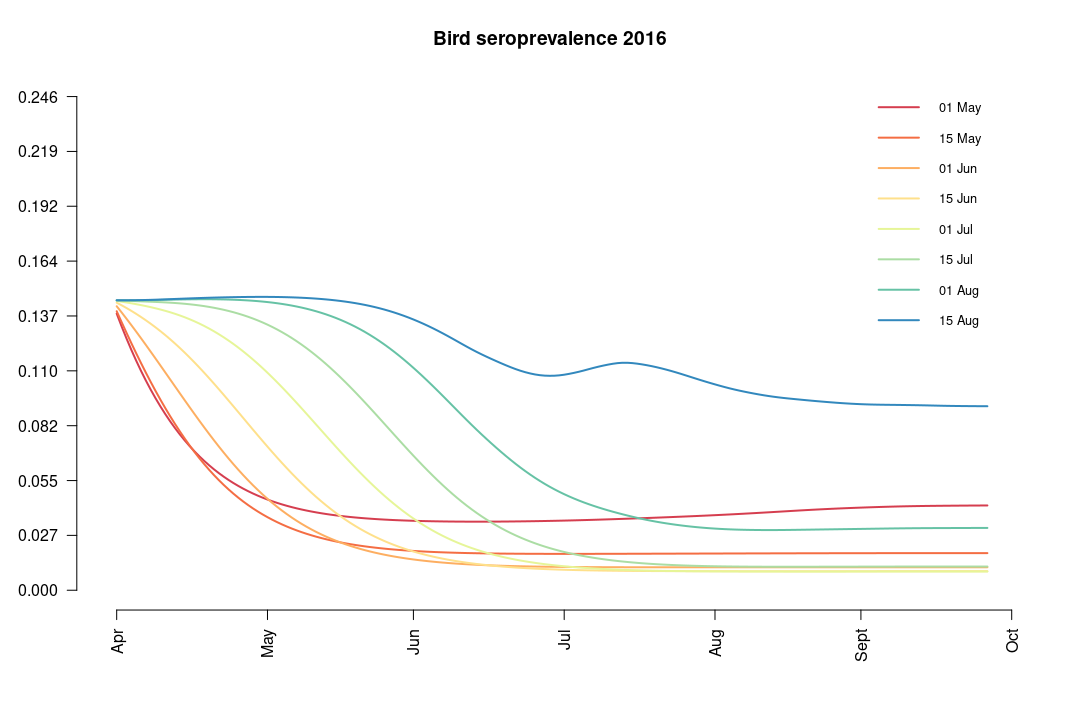 Bird seroprevalence 2016
0.246
0.219
0.192
0.164
0.137
0.110
0.082
0.055
0.027
0.000
01 May
15 May
01 Jun
15 Jun
01 Jul
15 Jul
01 Aug
15 Aug
Apr
May
Jun
Jul
Aug
Sept
Oct